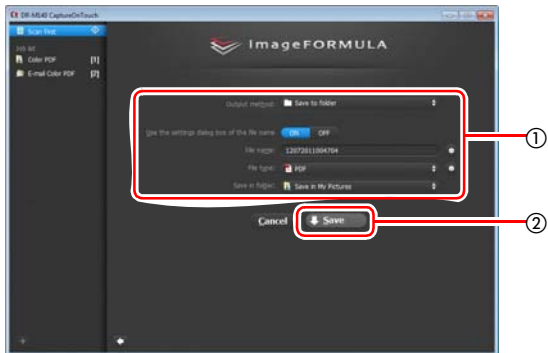 DR-M140 CaptureOnTouch
Scan First
Job list
Color PDF [1]
E-mail Color PDF [2]
imageFORMULA
Output method: Save to folder
Use the settings dialog box of the file name ON OFF
File name: 12072011004704
File type: PDF
Save in folder: Save in My Pictures
①
Cancel Save
②